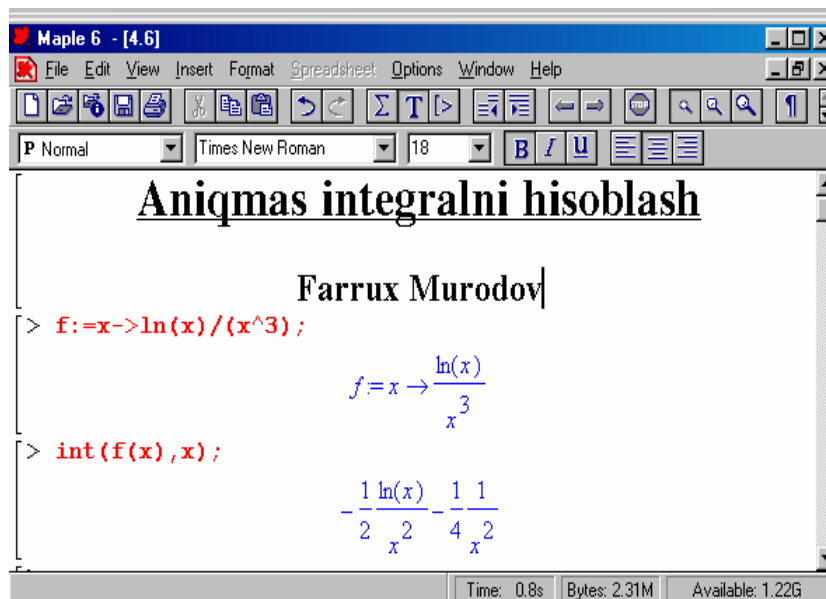 Maple 6 - [4.6]
File Edit View Insert Format Spreadsheet Options Window Help
STOP
P Normal Times New Roman 18 B I U
Aniqmas integralni hisoblash
Farrux Murodov
> f:=x->ln(x)/(x^3);
f := x → ln(x) / x^3
> int(f(x),x);
- 1/2 ln(x)/x^2 - 1/4 1/x^2
Time: 0.8s Bytes: 2.31M Available: 1.22G